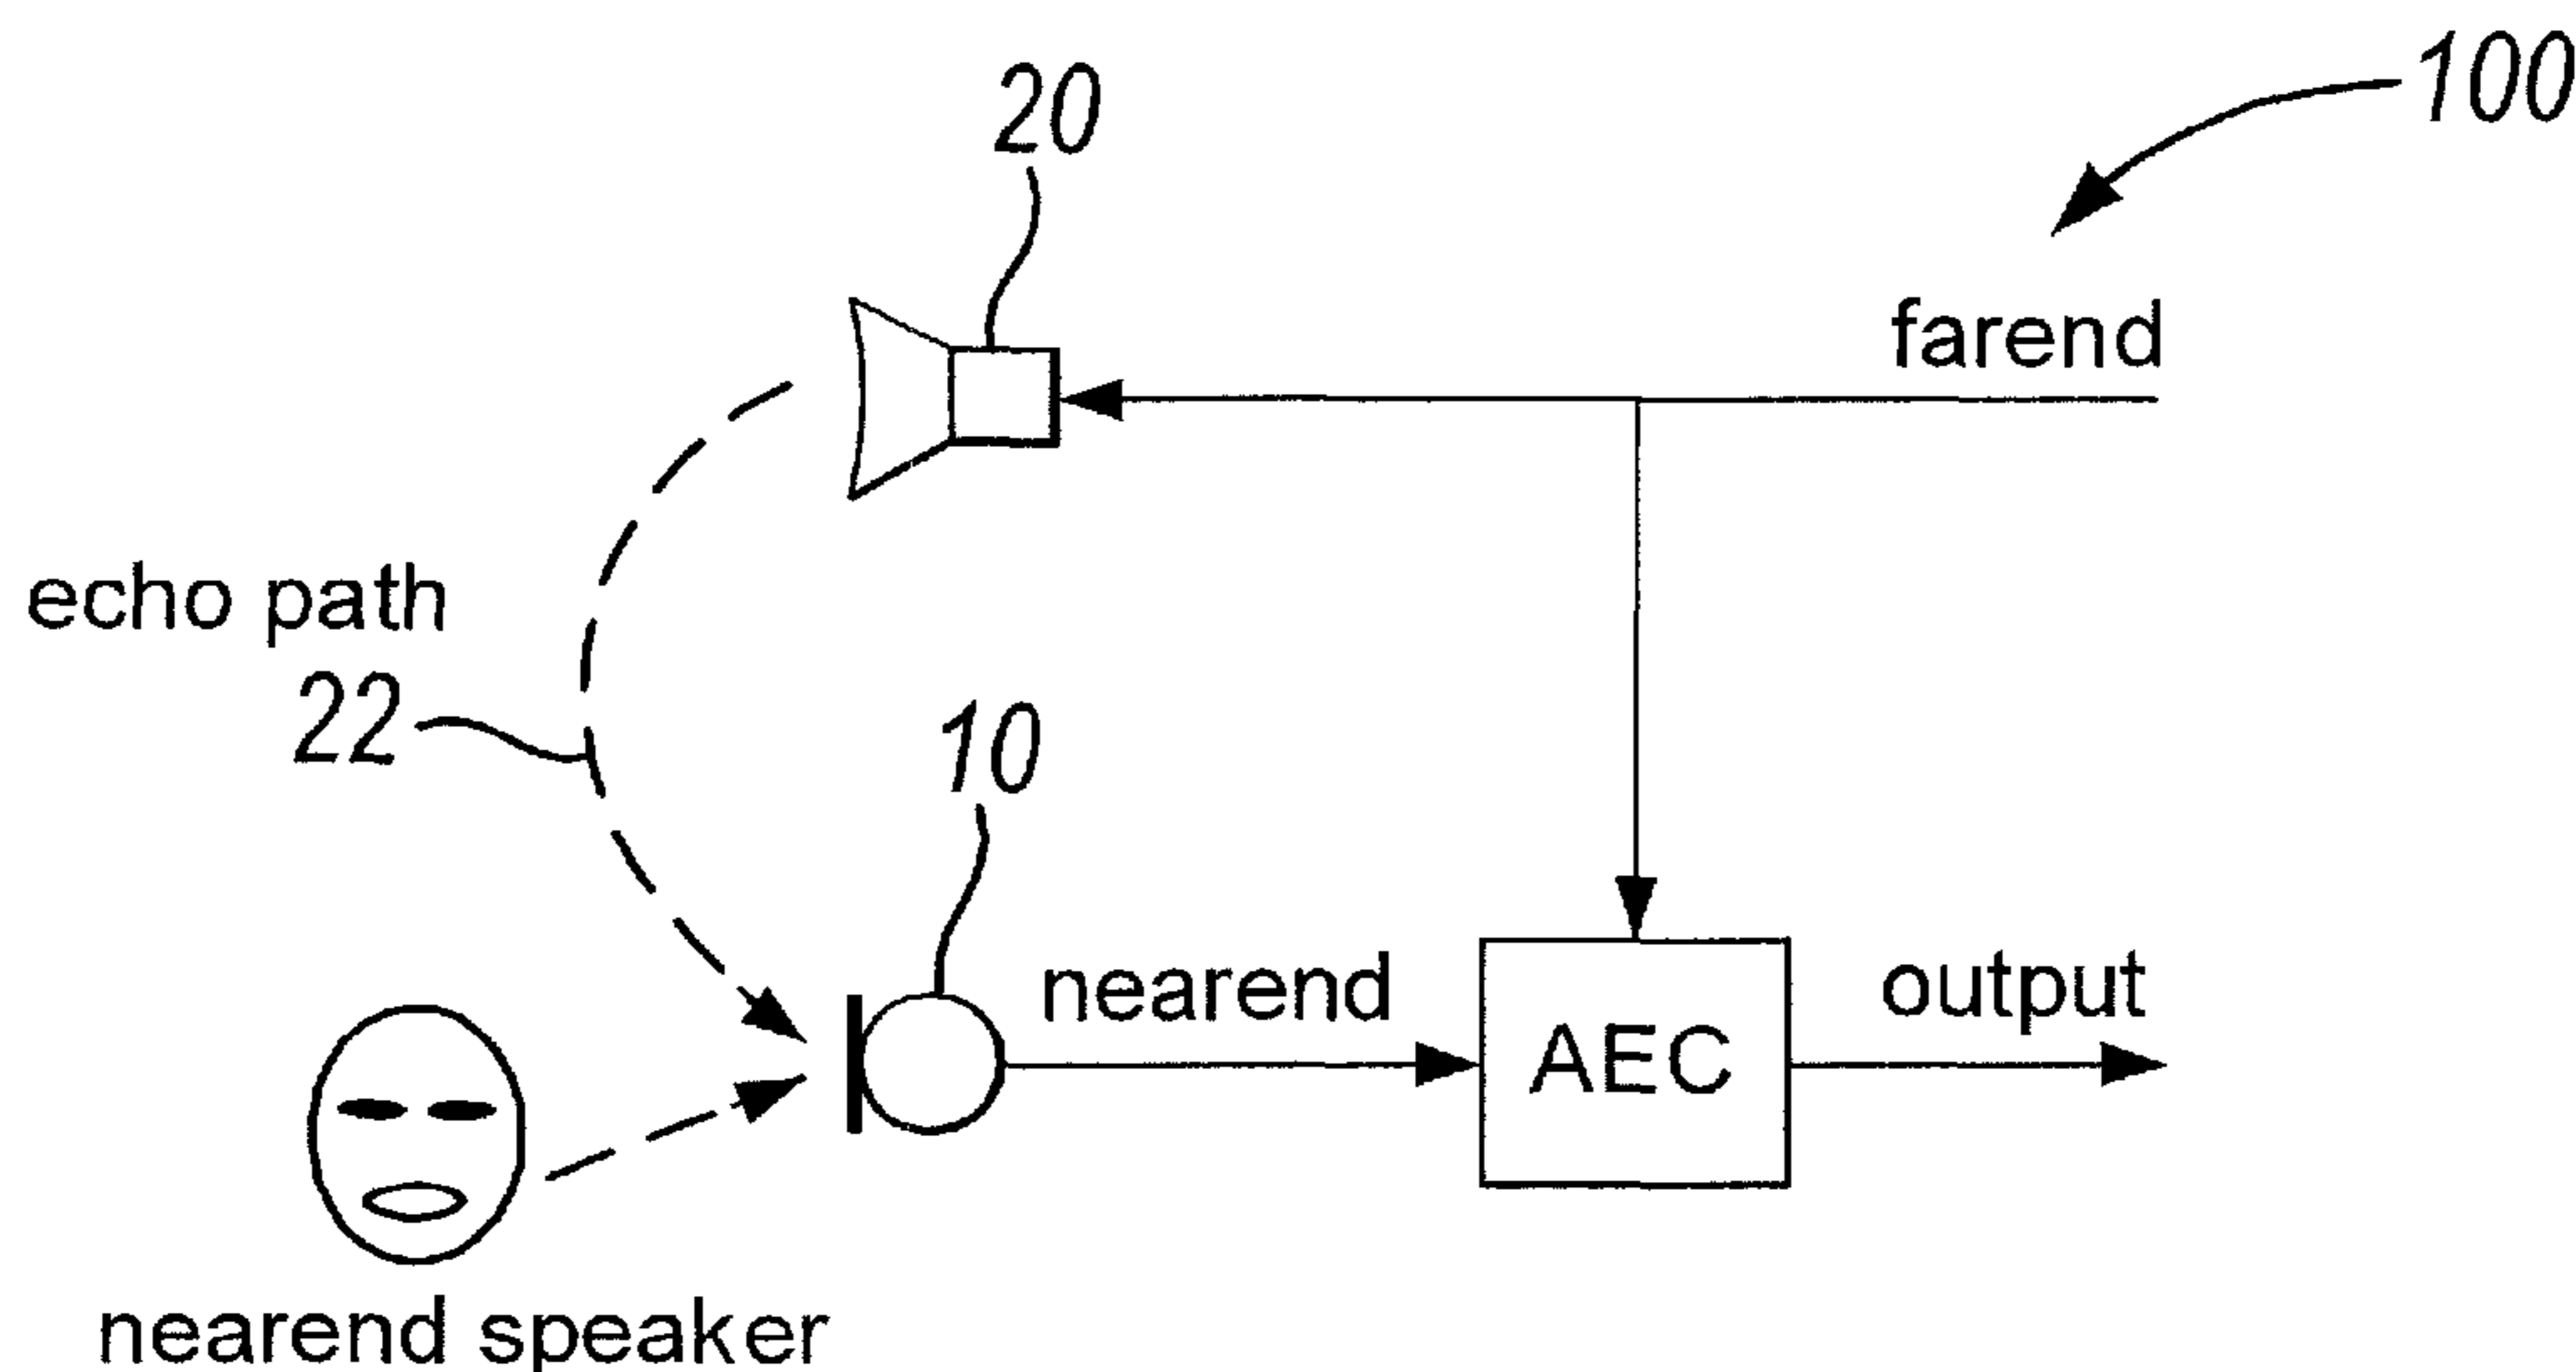 100
20
farend
echo path
22
10
nearend
AEC
output
nearend speaker